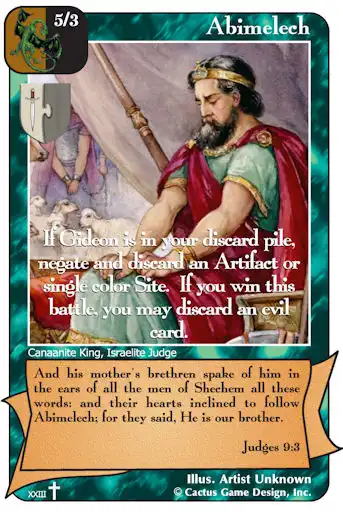 5/3
Abimelech
If Gideon is in your discard pile,
negate and discard an Artifact or
single color Site. If you win this
battle, you may discard an evil
card.
Canaanite King, Israelite Judge
And his mother's brethren spake of him in
the ears of all the men of Shechem all these
words: and their hearts inclined to follow
Abimelech; for they said, He is our brother.
Judges 9:3
Illus. Artist Unknown
XXIII
© Cactus Game Design, Inc.